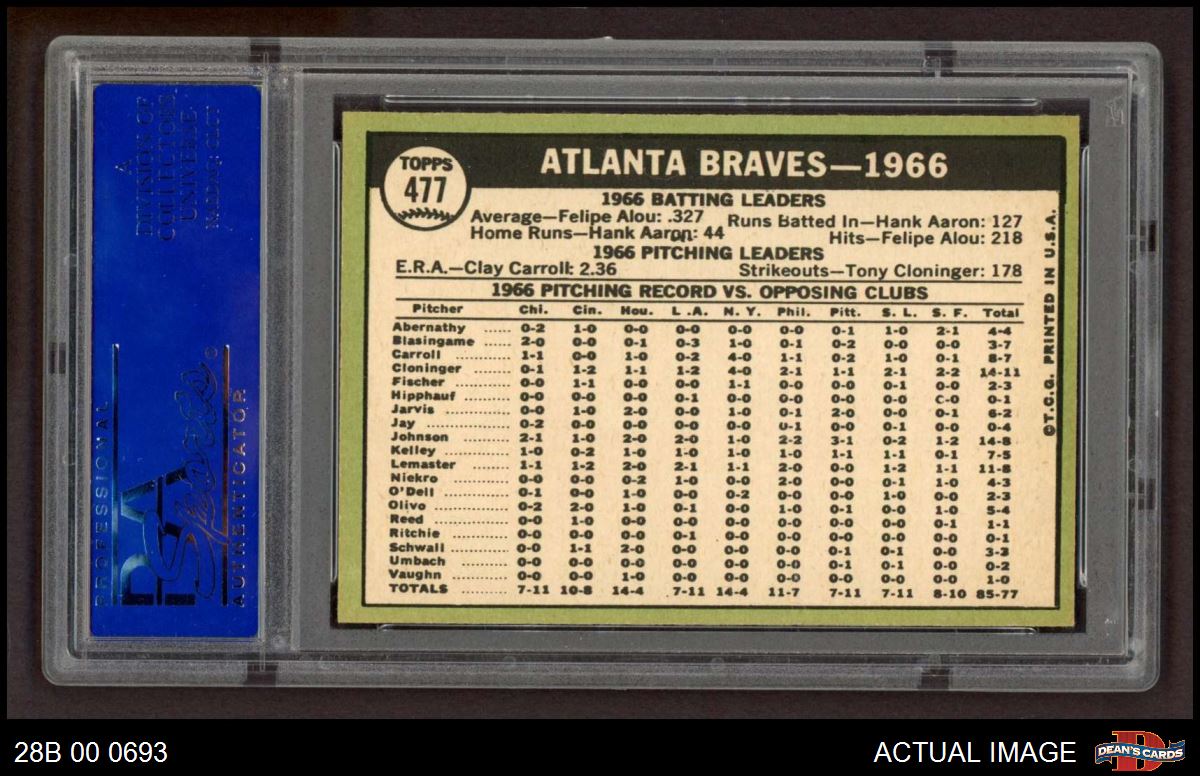 A
DIVISION OF
COLLECTORS
UNIVERSE
NASDAQ: CLCT
PROFESSIONAL
PSA
Sports
AUTHENTICATOR
TOPPS
477
ATLANTA BRAVES—1966
1966 BATTING LEADERS
Average—Felipe Alou: .327 Runs Batted In—Hank Aaron: 127
Home Runs—Hank Aaron: 44 Hits—Felipe Alou: 218
1966 PITCHING LEADERS
E.R.A.—Clay Carroll: 2.36 Strikeouts—Tony Cloninger: 178
1966 PITCHING RECORD VS. OPPOSING CLUBS
Pitcher Chi. Cin. Hou. L.A. N.Y. Phil. Pitt. S.L. S.F. Total
Abernathy ...... 0-2 1-0 0-0 0-0 0-0 0-0 0-1 1-0 2-1 4-4
Blasingame ..... 2-0 0-0 0-1 0-3 1-0 0-1 0-2 0-0 0-0 3-7
Carroll .......... 1-1 0-0 1-0 0-2 4-0 1-1 0-2 1-0 0-1 8-7
Cloninger ....... 0-1 1-2 1-1 1-2 4-0 2-1 1-1 2-1 2-2 14-11
Fischer .......... 0-0 1-1 0-0 0-0 1-1 0-0 0-0 0-1 0-0 2-3
Hipphauf ........ 0-0 0-0 0-0 0-1 0-0 0-0 0-0 0-0 0-0 0-1
Jarvis ............ 0-0 1-0 2-0 0-0 1-0 0-1 2-0 0-0 0-1 6-2
Jay ............... 0-2 0-0 0-0 0-0 0-0 0-1 0-0 0-1 0-0 0-4
Johnson ......... 2-1 1-0 2-0 2-0 1-0 2-2 3-1 0-2 1-2 14-8
Kelley ............ 1-0 0-2 1-0 1-0 1-0 1-0 1-1 1-1 0-1 7-5
Lemaster ........ 1-1 1-2 2-0 2-1 1-1 2-0 0-0 1-2 1-1 11-8
Niekro ........... 0-0 0-0 0-2 1-0 0-0 2-0 0-0 0-1 1-0 4-3
O'Dell ............ 0-1 0-0 1-0 0-0 0-2 0-0 0-0 1-0 0-0 2-3
Olivo ............. 0-2 2-0 1-0 0-1 0-0 1-0 0-1 0-0 1-0 5-4
Reed ............. 0-0 1-0 0-0 0-0 0-0 0-0 0-0 0-0 0-1 1-1
Ritchie ........... 0-0 0-0 0-0 0-1 0-0 0-0 0-0 0-0 0-0 0-1
Schwall .......... 0-0 1-1 2-0 0-0 0-0 0-0 0-1 0-1 0-0 3-3
Umbach ......... 0-0 0-0 0-0 0-0 0-0 0-0 0-1 0-1 0-0 0-2
Vaughn .......... 0-0 0-0 1-0 0-0 0-0 0-0 0-0 0-0 0-0 1-0
TOTALS ......... 7-11 10-8 14-4 7-11 14-4 11-7 7-11 7-11 8-10 85-77
©T.C.G. PRINTED IN U.S.A.
28B 00 0693
ACTUAL IMAGE
D
DEAN'S CARDS